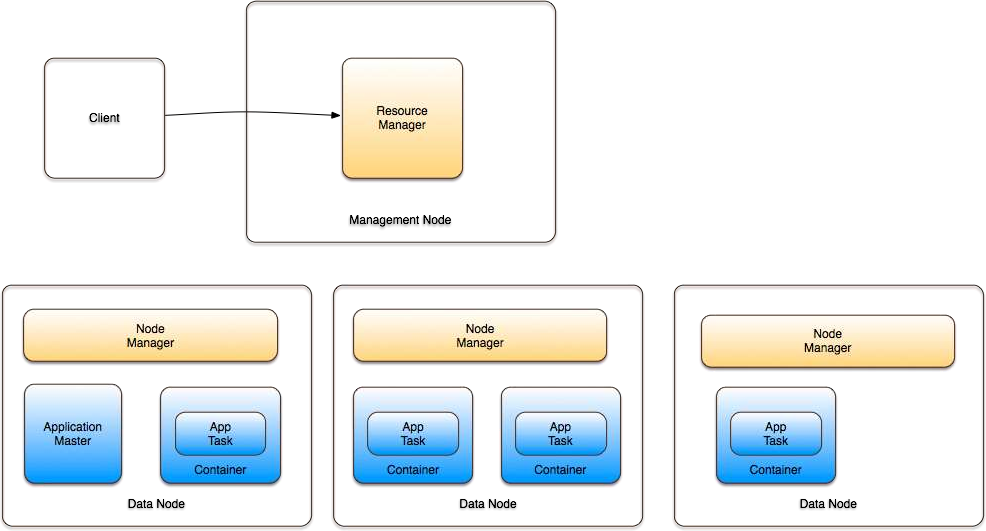 Client
Resource
Manager
Management Node
Node
Manager
Application
Master
App
Task
Container
Data Node
Node
Manager
App
Task
Container
App
Task
Container
Data Node
Node
Manager
App
Task
Container
Data Node